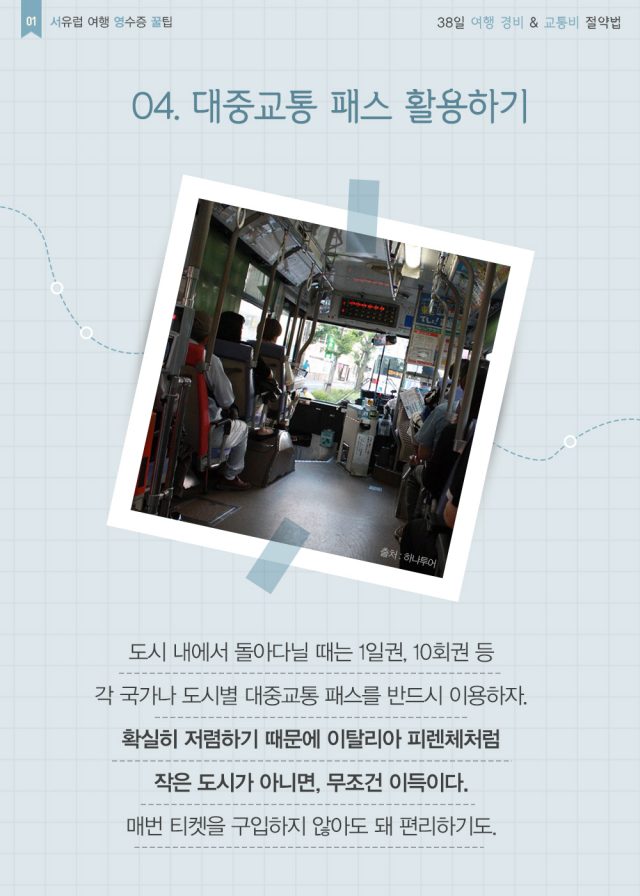 01 서유럽 여행 영수증 꿀팁
38일 여행 경비 & 교통비 절약법
04. 대중교통 패스 활용하기
출처 : 하나투어
도시 내에서 돌아다닐 때는 1일권, 10회권 등
각 국가나 도시별 대중교통 패스를 반드시 이용하자.
확실히 저렴하기 때문에 이탈리아 피렌체처럼
작은 도시가 아니면, 무조건 이득이다.
매번 티켓을 구입하지 않아도 돼 편리하기도.